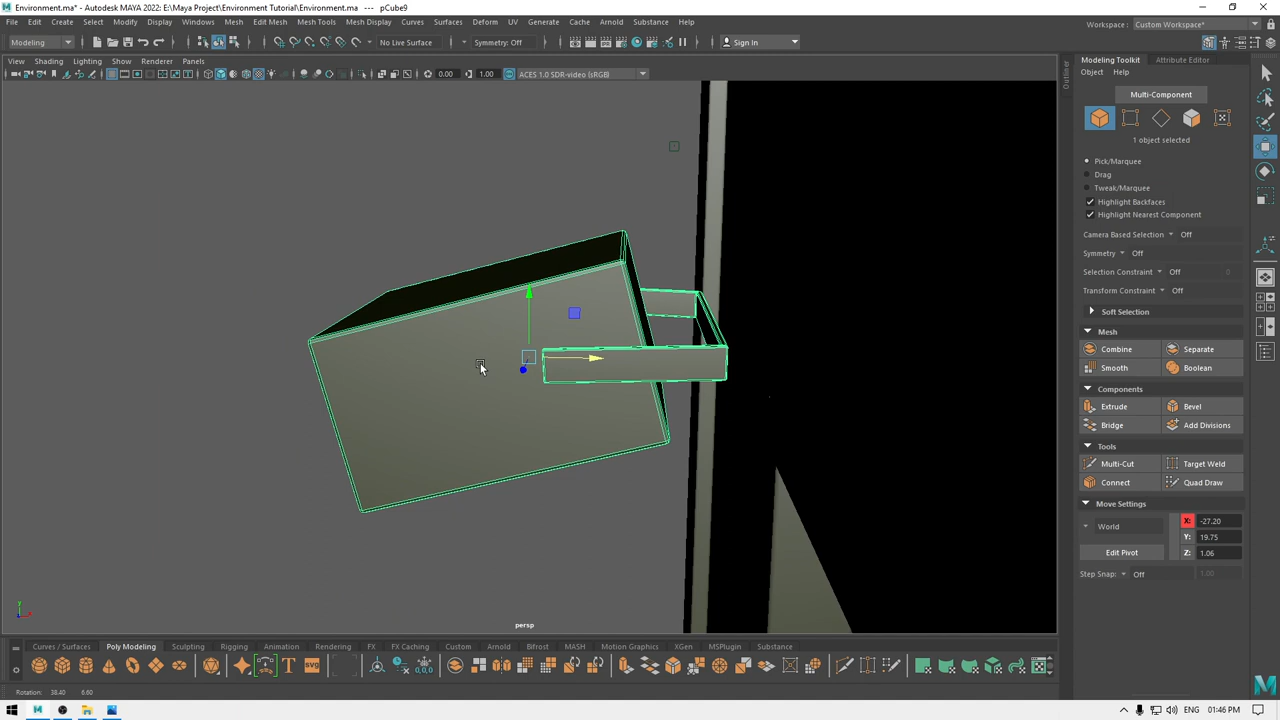 Environment.ma* - Autodesk MAYA 2022: E:\Maya Project\Environment Tutorial\Environment.ma --- pCube9
File Edit Create Select Modify Display Windows Mesh Edit Mesh Mesh Tools Mesh Display Curves Surfaces Deform UV Generate Cache Arnold Substance Help
Workspace : Custom Workspace*
Modeling No Live Surface Symmetry: Off Sign In
View Shading Lighting Show Renderer Panels
0.00 1.00 ACES 1.0 SDR-video (sRGB)
Outliner
Modeling Toolkit Attribute Editor
Object Help
Multi-Component
1 object selected
Pick/Marquee
Drag
Tweak/Marquee
Highlight Backfaces
Highlight Nearest Component
Camera Based Selection Off
Symmetry Off
Selection Constraint Off
Transform Constraint Off
Soft Selection
Mesh
Combine Separate
Smooth Boolean
Components
Extrude Bevel
Bridge Add Divisions
Tools
Multi-Cut Target Weld
Connect Quad Draw
Move Settings
World X: -27.20
Y: 19.75
Edit Pivot Z: 1.06
Step Snap: Off 1.00
persp
Curves / Surfaces Poly Modeling Sculpting Rigging Animation Rendering FX FX Caching Custom Arnold Bifrost MASH Motion Graphics XGen MSPlugin Substance
Rotation: 38.40 6.60
ENG 01:46 PM